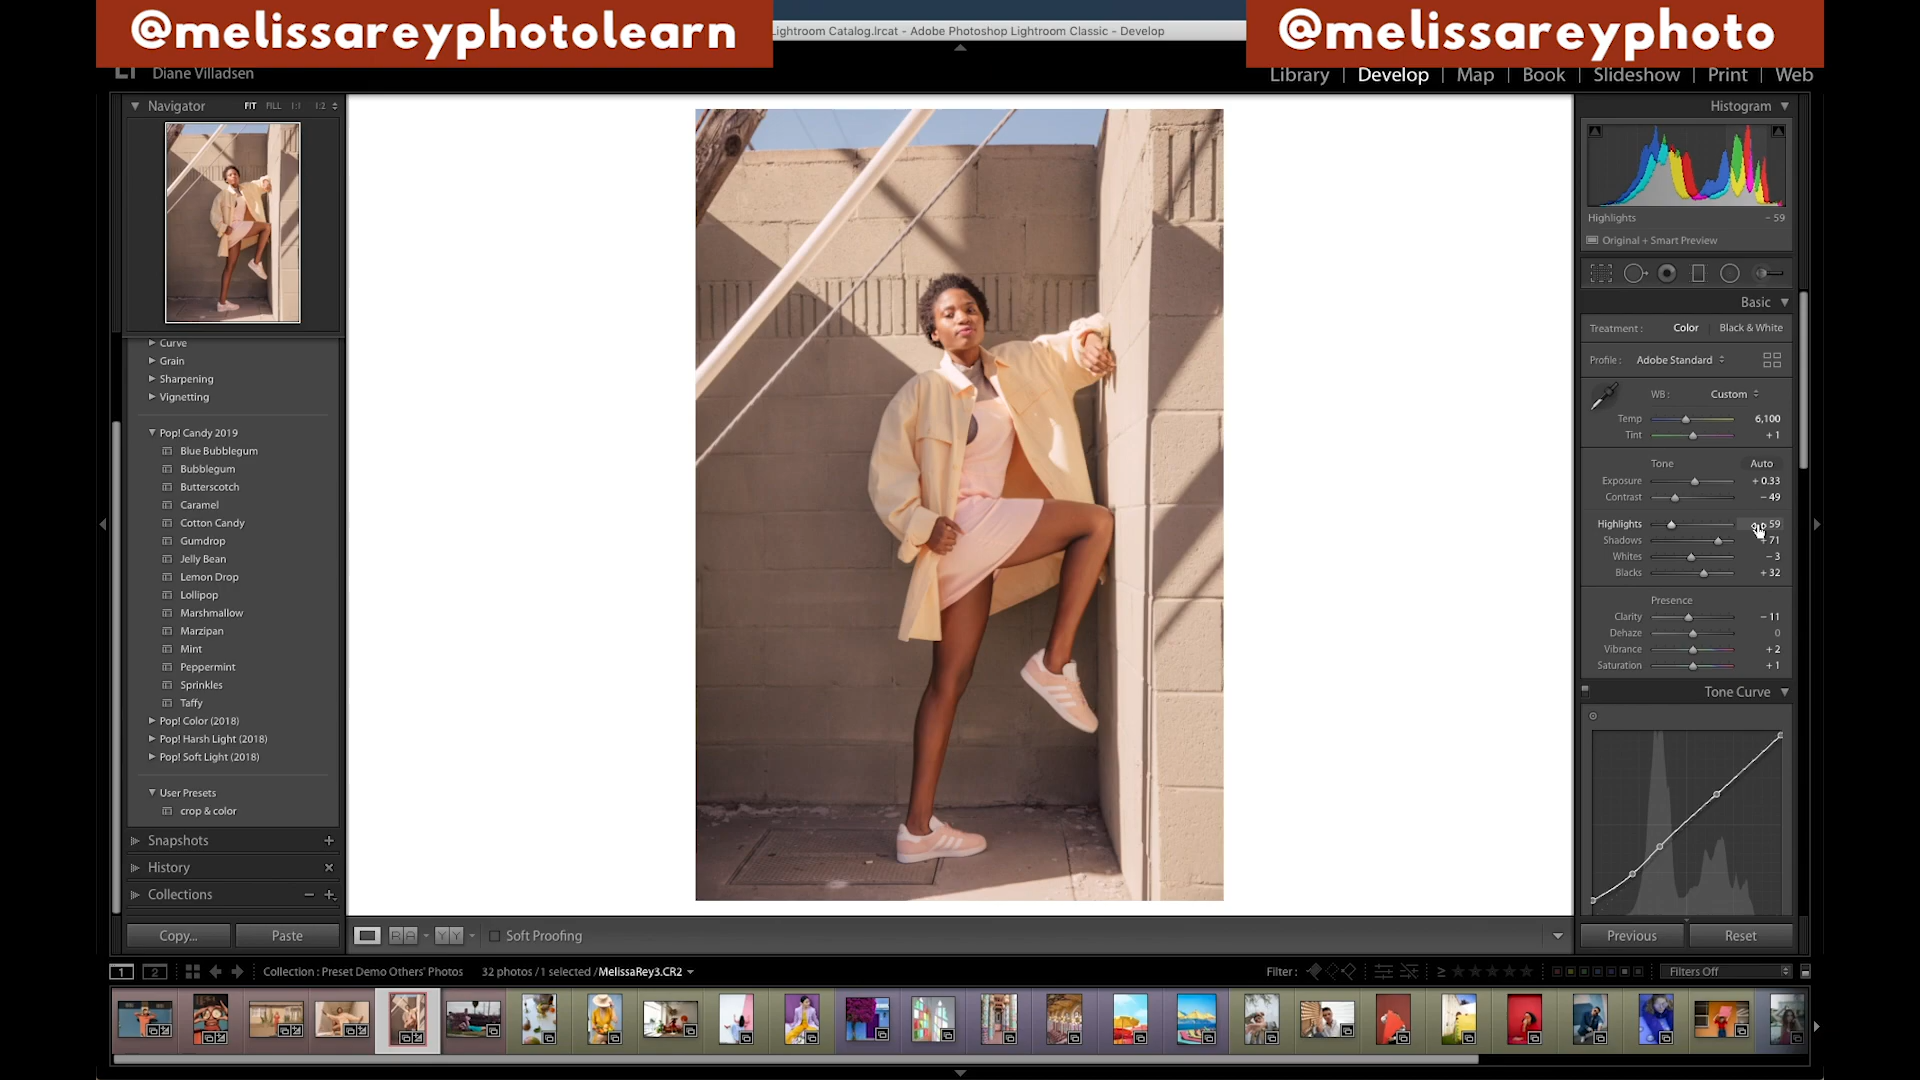 @melissareyphotolearn
Lightroom Catalog.lrcat - Adobe Photoshop Lightroom Classic - Develop
@melissareyphoto
Diane Villadsen
Library | Develop | Map | Book | Slideshow | Print | Web
Navigator FIT FILL 1:1 1:2
Curve
Grain
Sharpening
Vignetting
Pop! Candy 2019
Blue Bubblegum
Bubblegum
Butterscotch
Caramel
Cotton Candy
Gumdrop
Jelly Bean
Lemon Drop
Lollipop
Marshmallow
Marzipan
Mint
Peppermint
Sprinkles
Taffy
Pop! Color (2018)
Pop! Harsh Light (2018)
Pop! Soft Light (2018)
User Presets
crop & color
Snapshots
History
Collections
Copy... Paste
Soft Proofing
Histogram
Highlights - 59
Original + Smart Preview
Basic
Treatment : Color Black & White
Profile : Adobe Standard
WB : Custom
Temp 6,100
Tint + 1
Tone Auto
Exposure + 0.33
Contrast - 49
Highlights 59
Shadows + 71
Whites - 3
Blacks + 32
Presence
Clarity - 11
Dehaze 0
Vibrance + 2
Saturation + 1
Tone Curve
Previous Reset
1 2 Collection : Preset Demo Others' Photos 32 photos / 1 selected / MelissaRey3.CR2 Filter : ≥ Filters Off